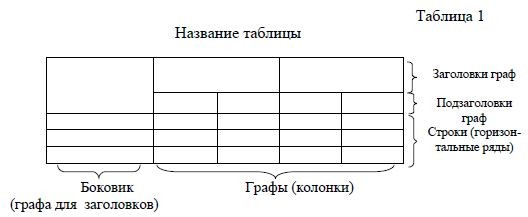 Таблица 1
Название таблицы
Заголовки граф
Подзаголовки
граф
Строки (горизон-
тальные ряды)
Боковик
(графа для заголовков)
Графы (колонки)